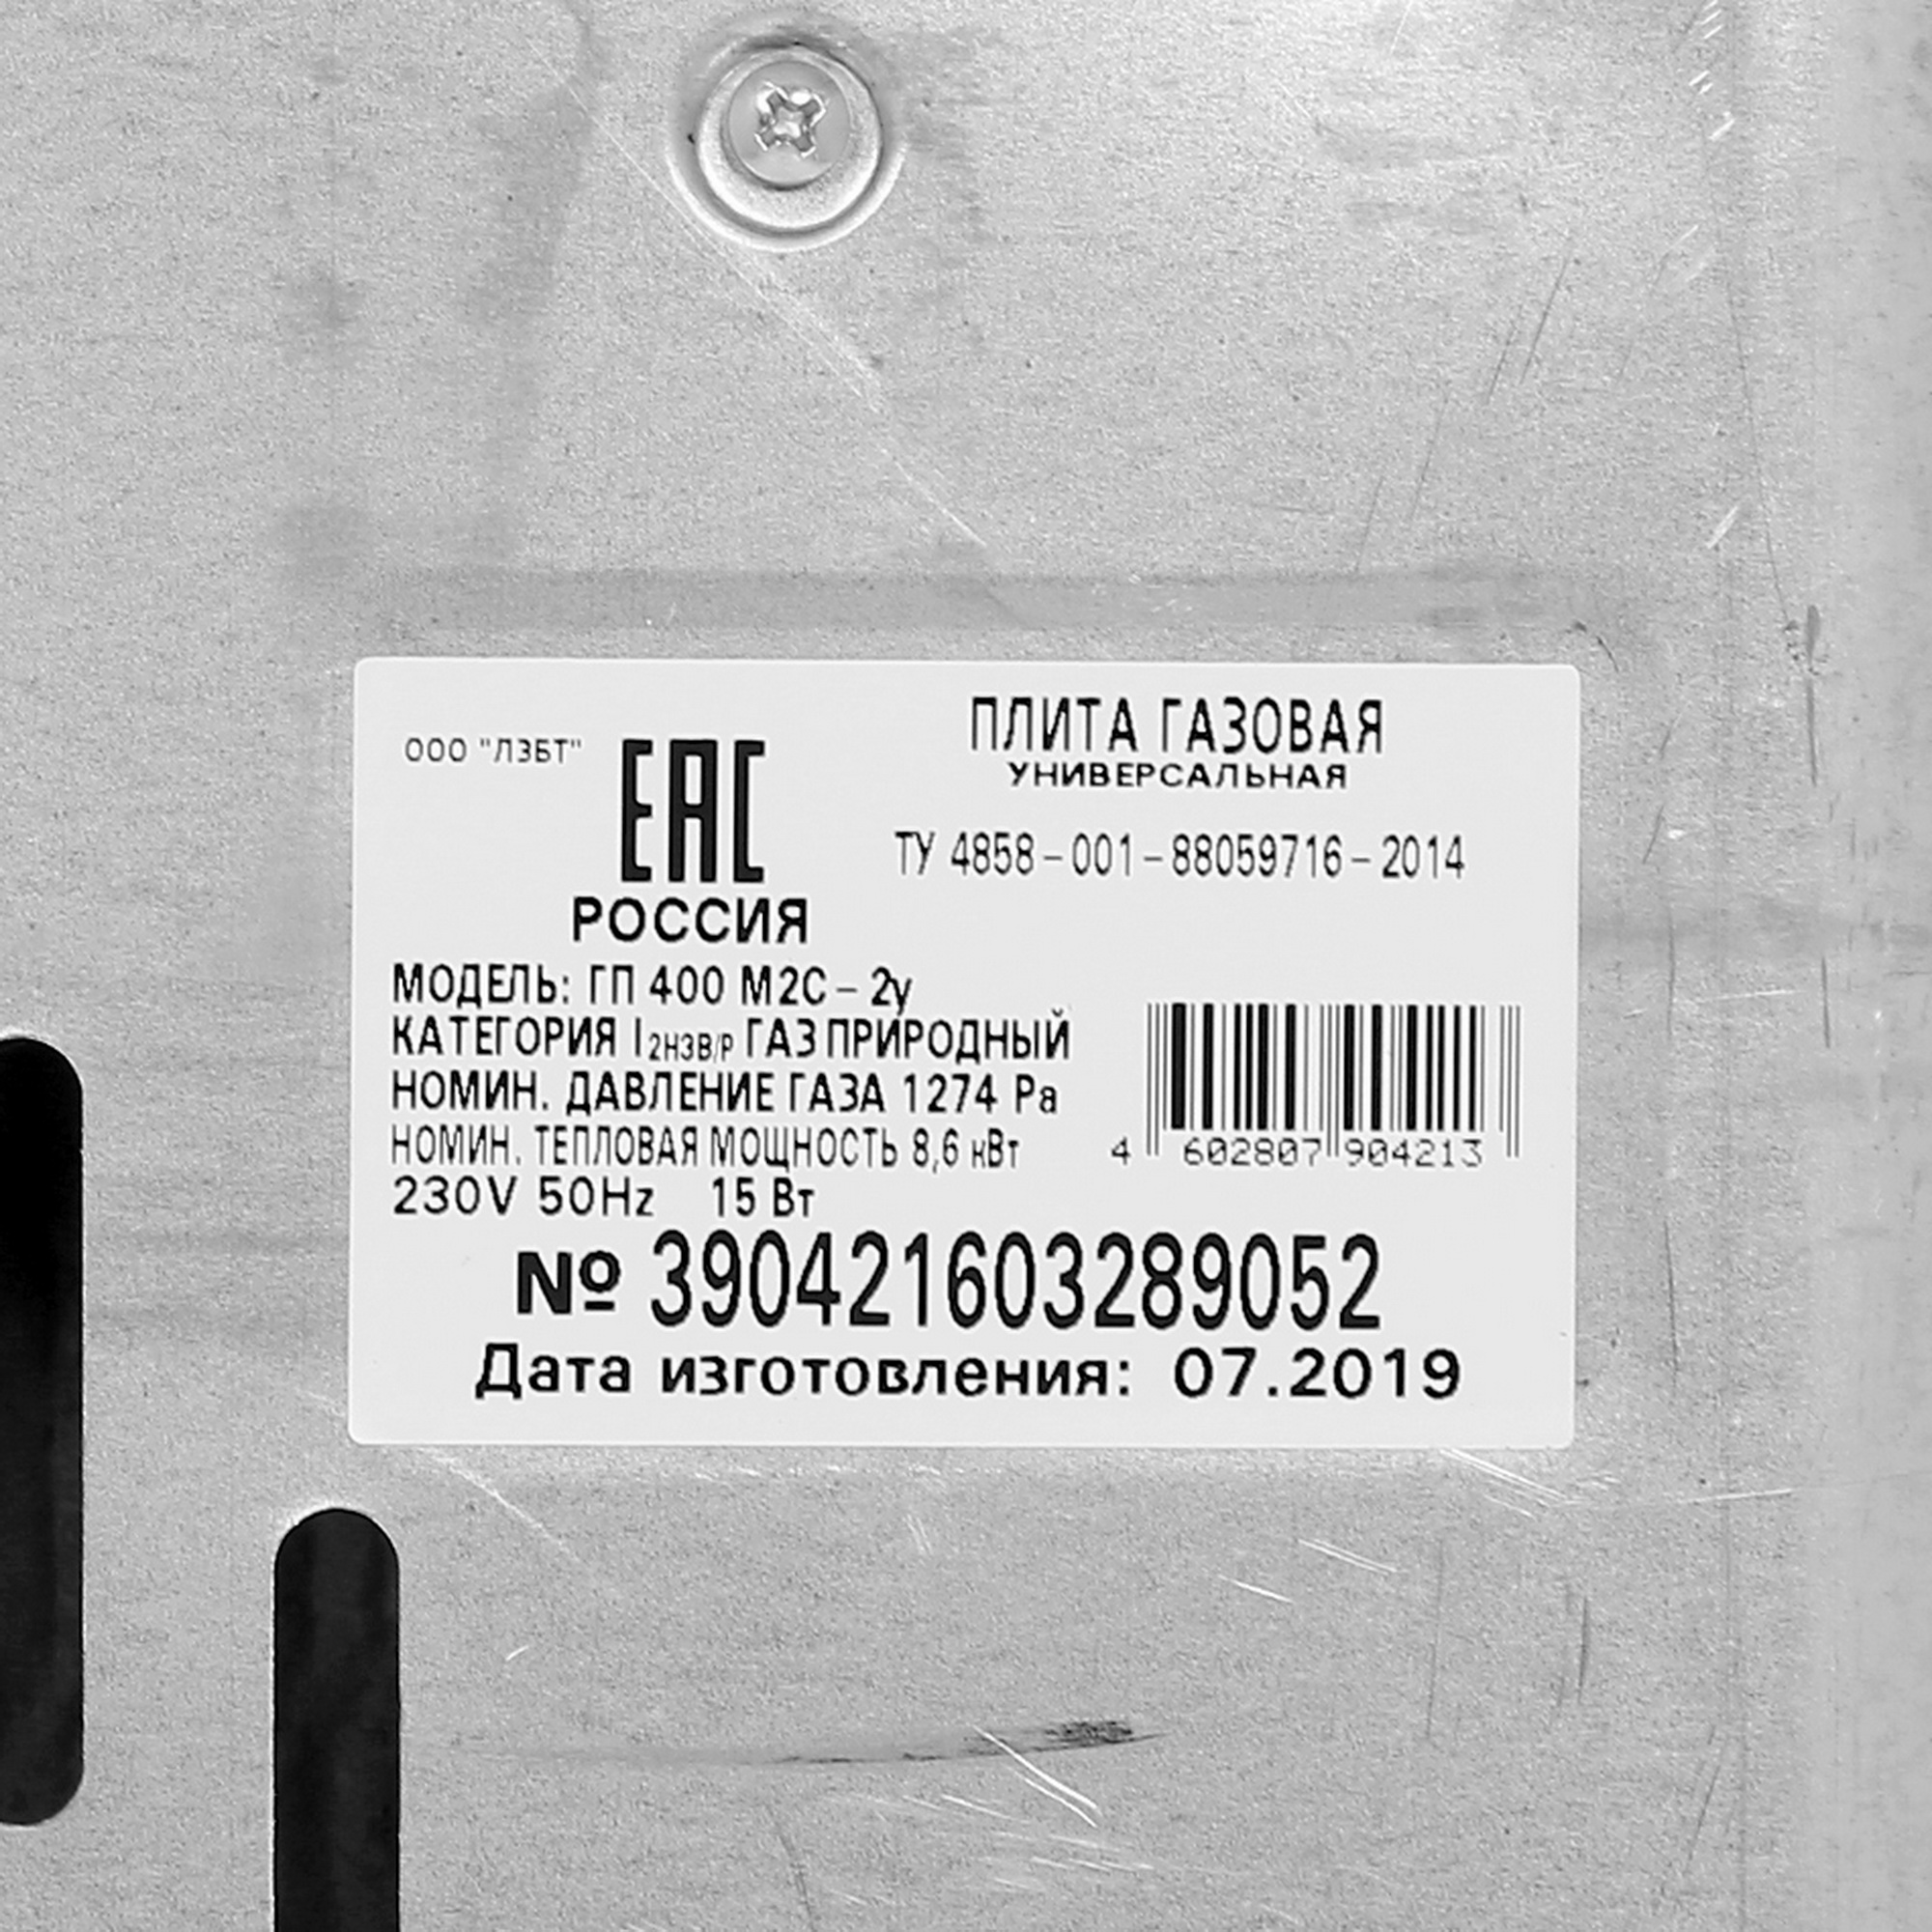 ООО "ЛЗБТ"
ЕАС
РОССИЯ
ПЛИТА ГАЗОВАЯ
УНИВЕРСАЛЬНАЯ
ТУ 4858-001-88059716-2014
МОДЕЛЬ: ГП 400 М2С-2у
КАТЕГОРИЯ I2Н3В/Р ГАЗ ПРИРОДНЫЙ
НОМИН. ДАВЛЕНИЕ ГАЗА 1274 Pa
НОМИН. ТЕПЛОВАЯ МОЩНОСТЬ 8,6 кВт
230V 50Hz 15 Вт
4 602807 904213
№ 390421603289052
Дата изготовления: 07.2019